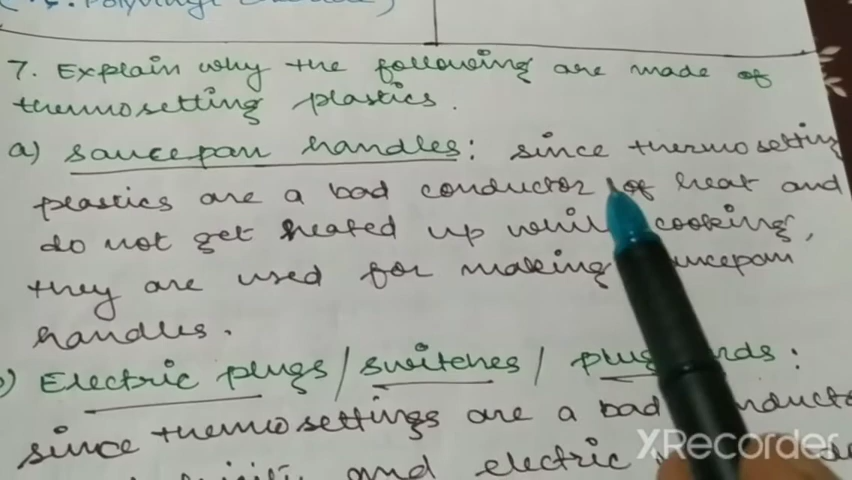 Polyvinyl
7. Explain why the following are made of
thermosetting plastics.
a) saucepan handles: since thermosetting
plastics are a bad conductor of heat and
do not get heated up while cooking,
they are used for making saucepan
handles.
Electric plugs/switches/
since thermosettings are a bad
and electric
XRecorder